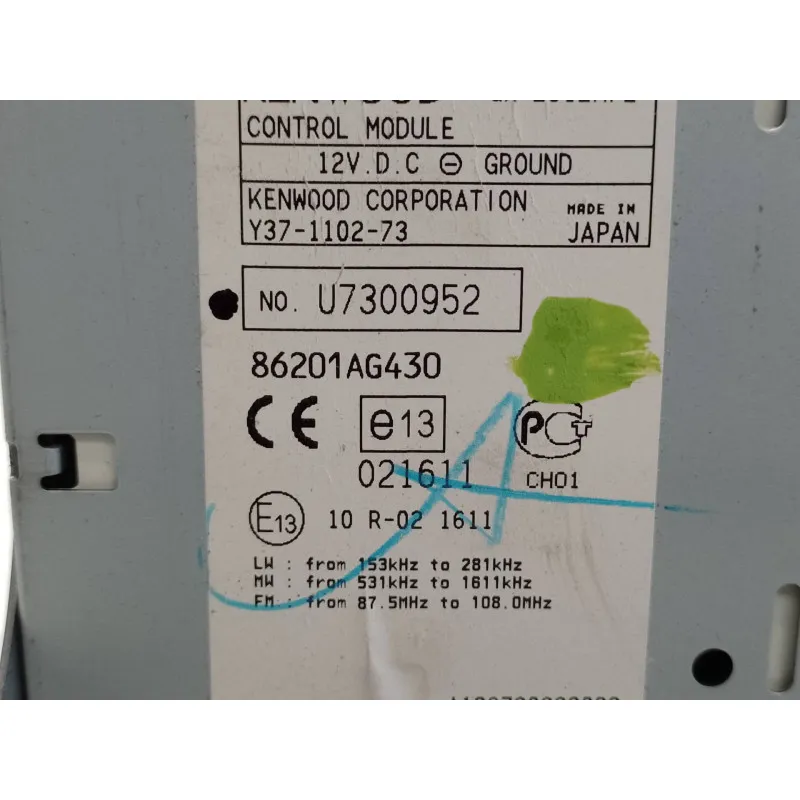 KENWOOD
CONTROL MODULE
12V.D.C ⊖ GROUND
KENWOOD CORPORATION
Y37-1102-73
MADE IN
JAPAN
NO. U7300952
86201AG430
CE e13 PCT
021611 CH01
E13 10 R-02 1611
LW : from 153kHz to 281kHz
MW : from 531kHz to 1611kHz
FM : from 87.5MHz to 108.0MHz